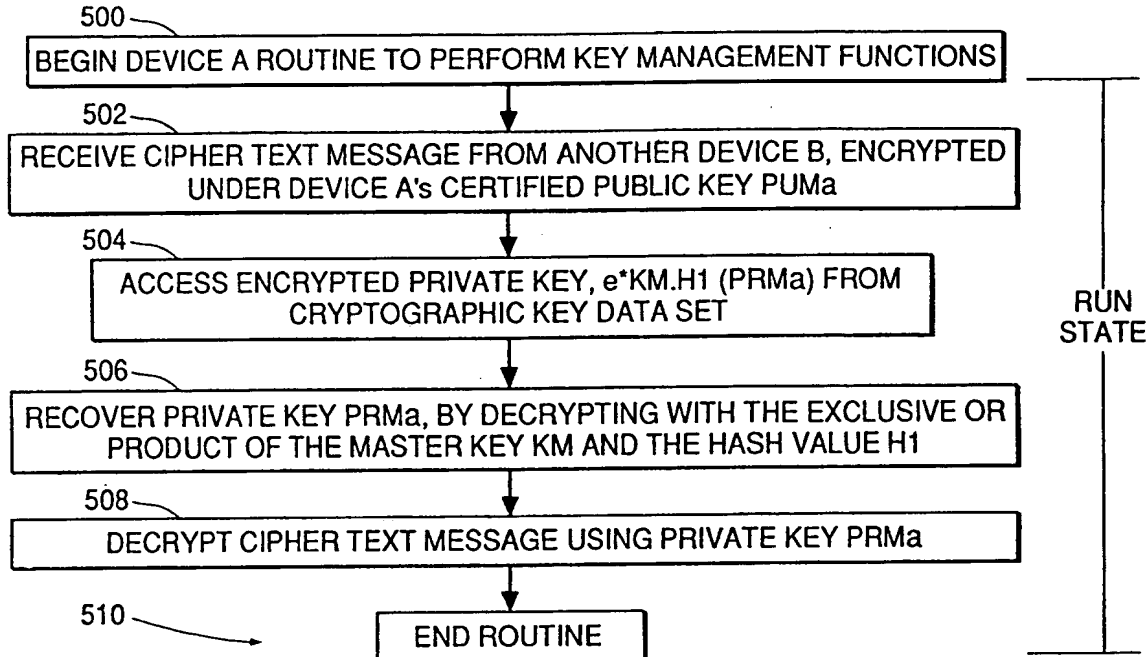 500
BEGIN DEVICE A ROUTINE TO PERFORM KEY MANAGEMENT FUNCTIONS
502
RECEIVE CIPHER TEXT MESSAGE FROM ANOTHER DEVICE B, ENCRYPTED
UNDER DEVICE A's CERTIFIED PUBLIC KEY PUMa
504
ACCESS ENCRYPTED PRIVATE KEY, e*KM.H1 (PRMa) FROM
CRYPTOGRAPHIC KEY DATA SET
RUN
STATE
506
RECOVER PRIVATE KEY PRMa, BY DECRYPTING WITH THE EXCLUSIVE OR
PRODUCT OF THE MASTER KEY KM AND THE HASH VALUE H1
508
DECRYPT CIPHER TEXT MESSAGE USING PRIVATE KEY PRMa
510
END ROUTINE